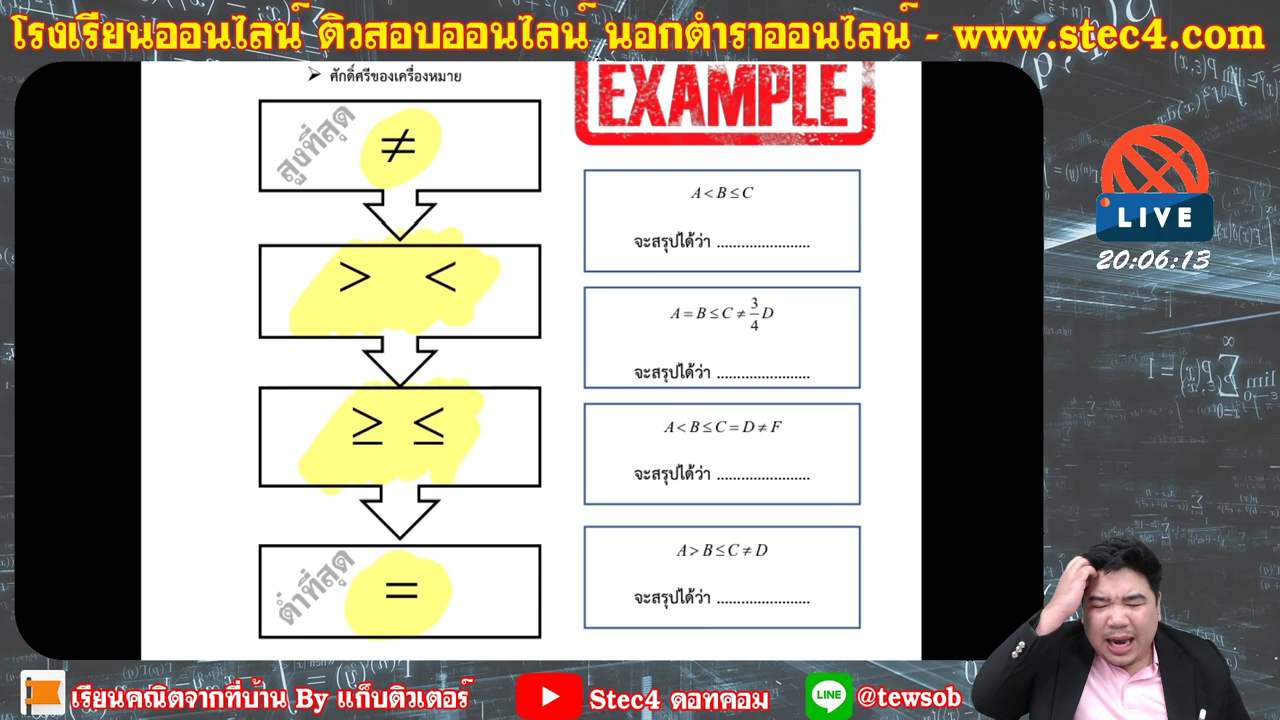 โรงเรียนออนไลน์ ติวสอบออนไลน์ นอกตำราออนไลน์ - www.stec4.com
➢ ศักดิ์ศรีของเครื่องหมาย
สูงที่สุด
≠
> <
≥ ≤
ต่ำที่สุด
=
EXAMPLE
A < B ≤ C
จะสรุปได้ว่า .......................
A = B ≤ C ≠ 3/4 D
จะสรุปได้ว่า .......................
A < B ≤ C = D ≠ F
จะสรุปได้ว่า .......................
A > B ≤ C ≠ D
จะสรุปได้ว่า .......................
LIVE
20:06:13
เรียนคณิตจากที่บ้าน By แก็บติวเตอร์
Stec4 ดอทคอม
LINE
@tewsob